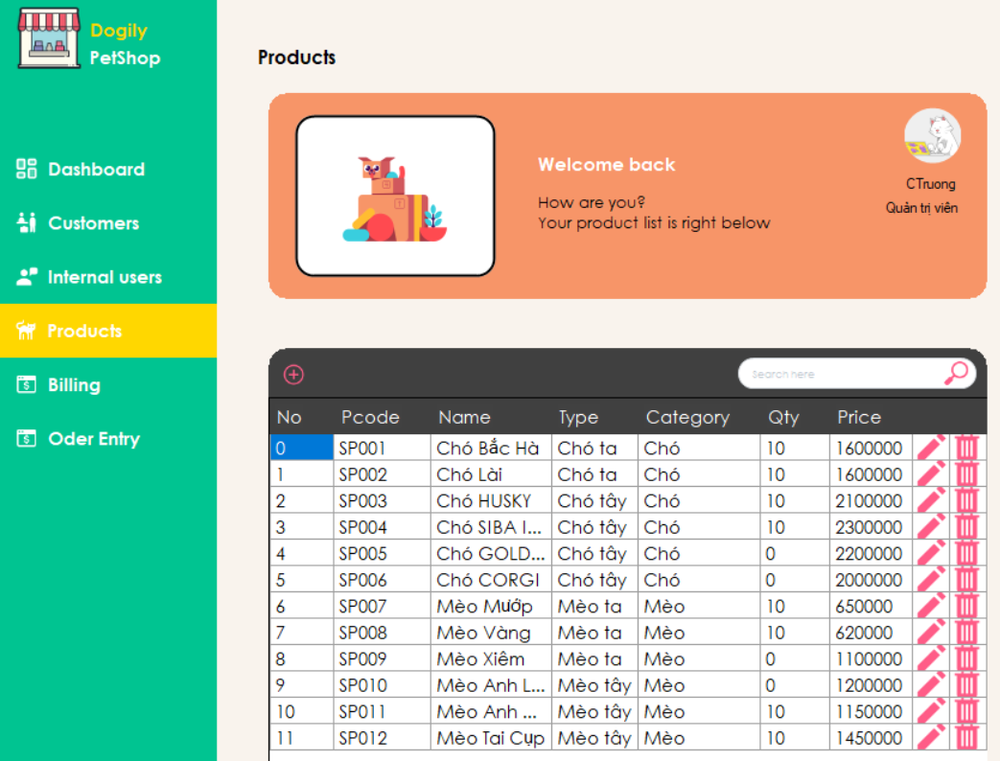 Dogily
PetShop
Dashboard
Customers
Internal users
Products
Billing
Oder Entry
Products
Welcome back
How are you?
Your product list is right below
CTruong
Quản trị viên
Search here
No Pcode Name Type Category Qty Price
0 SP001 Chó Bắc Hà Chó ta Chó 10 1600000
1 SP002 Chó Lài Chó ta Chó 10 1600000
2 SP003 Chó HUSKY Chó tây Chó 10 2100000
3 SP004 Chó SIBA I... Chó tây Chó 10 2300000
4 SP005 Chó GOLD... Chó tây Chó 0 2200000
5 SP006 Chó CORGI Chó tây Chó 0 2000000
6 SP007 Mèo Mướp Mèo ta Mèo 10 650000
7 SP008 Mèo Vàng Mèo ta Mèo 10 620000
8 SP009 Mèo Xiêm Mèo ta Mèo 0 1100000
9 SP010 Mèo Anh L... Mèo tây Mèo 0 1200000
10 SP011 Mèo Anh ... Mèo tây Mèo 10 1150000
11 SP012 Mèo Tai Cụp Mèo tây Mèo 10 1450000